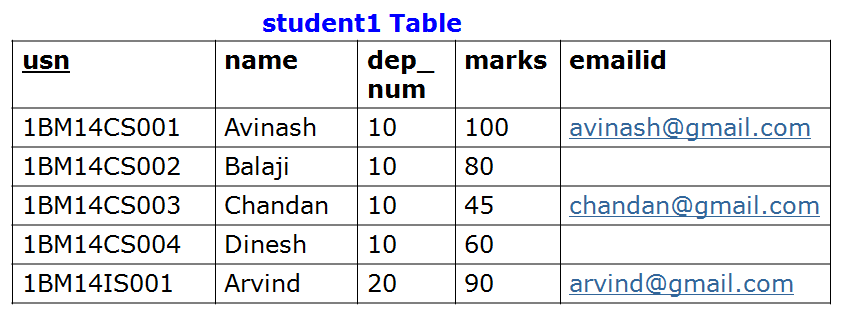 student1 Table
usn name dep_ marks emailid
num
1BM14CS001 Avinash 10 100 avinash@gmail.com
1BM14CS002 Balaji 10 80
1BM14CS003 Chandan 10 45 chandan@gmail.com
1BM14CS004 Dinesh 10 60
1BM14IS001 Arvind 20 90 arvind@gmail.com